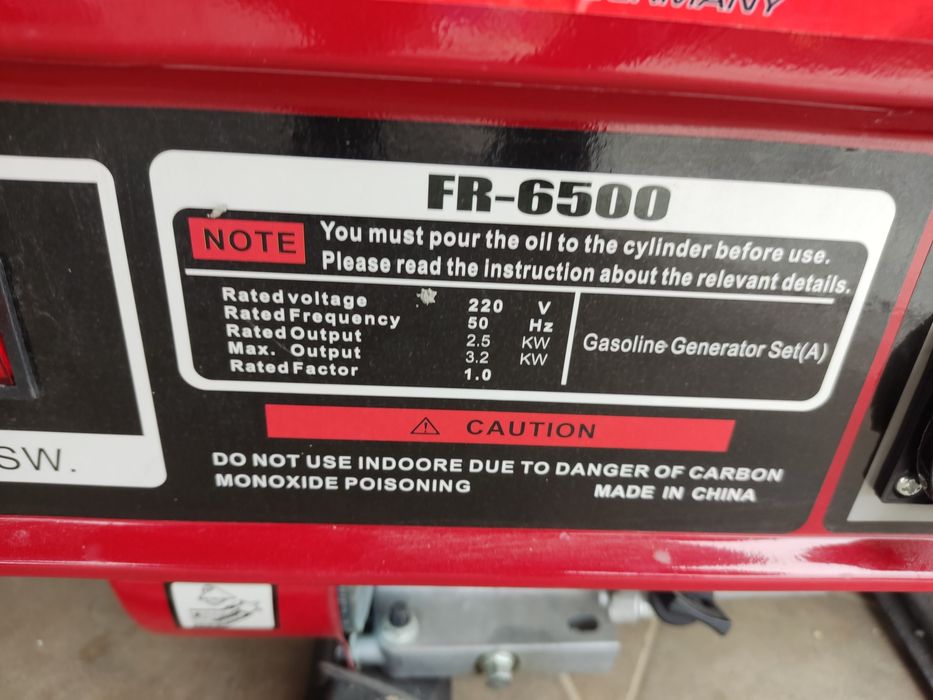 GERMANY
FR-6500
NOTE
You must pour the oil to the cylinder before use.
Please read the instruction about the relevant details.
Rated voltage 220 V
Rated Frequency 50 Hz
Rated Output 2.5 KW
Max. Output 3.2 KW
Rated Factor 1.0
Gasoline Generator Set(A)
CAUTION
SW.
DO NOT USE INDOORE DUE TO DANGER OF CARBON
MONOXIDE POISONING
MADE IN CHINA